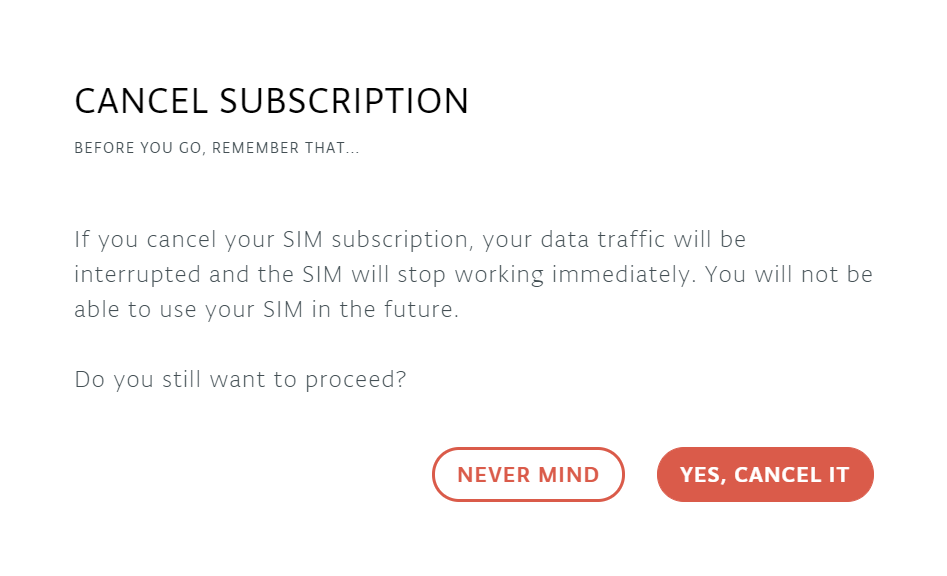 CANCEL SUBSCRIPTION
BEFORE YOU GO, REMEMBER THAT...
If you cancel your SIM subscription, your data traffic will be
interrupted and the SIM will stop working immediately. You will not be
able to use your SIM in the future.
Do you still want to proceed?
NEVER MIND
YES, CANCEL IT